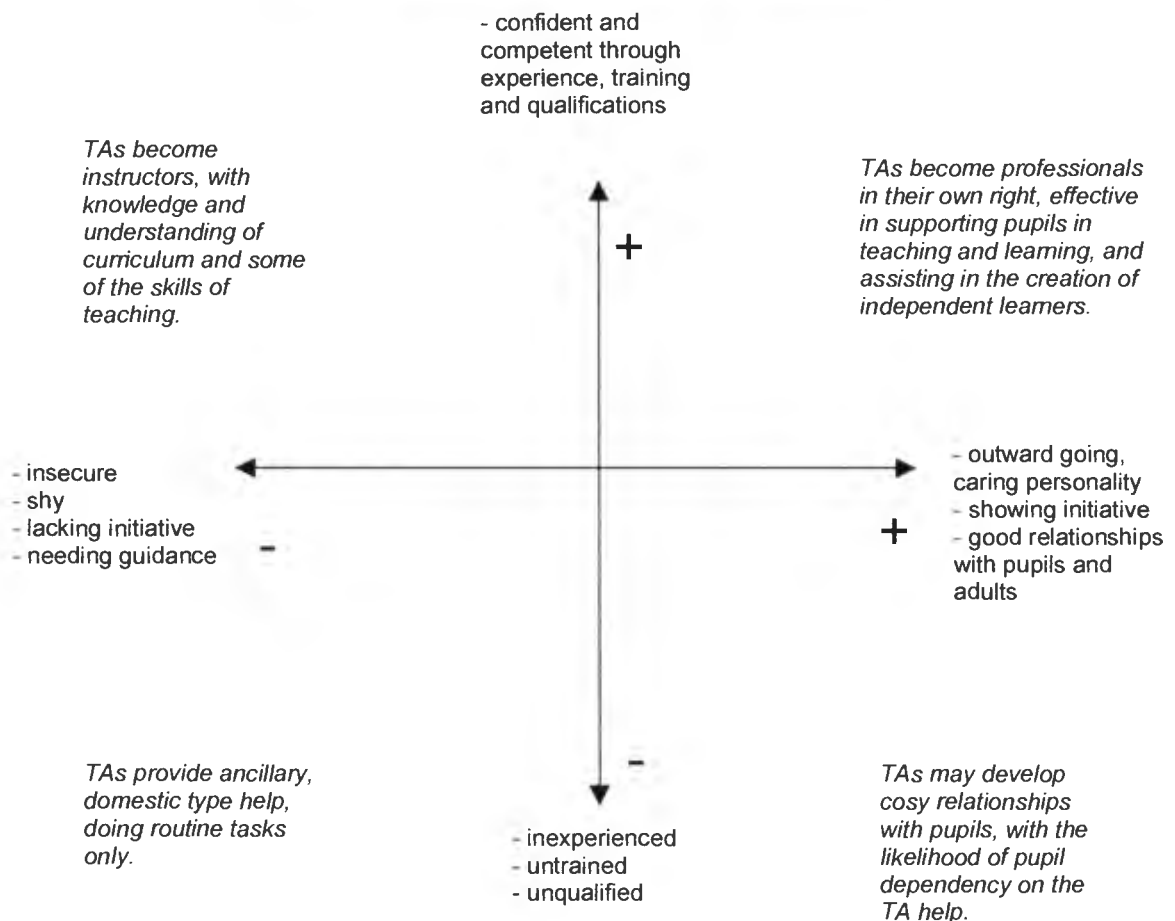 - confident and
competent through
experience, training
and qualifications
TAs become
instructors, with
knowledge and
understanding of
curriculum and some
of the skills of
teaching.
TAs become professionals
in their own right, effective
in supporting pupils in
teaching and learning, and
assisting in the creation of
independent learners.
+
- insecure
- shy
- lacking initiative
- needing guidance
-
+
- outward going,
caring personality
- showing initiative
- good relationships
with pupils and
adults
TAs provide ancillary,
domestic type help,
doing routine tasks
only.
-
- inexperienced
- untrained
- unqualified
TAs may develop
cosy relationships
with pupils, with the
likelihood of pupil
dependency on the
TA help.